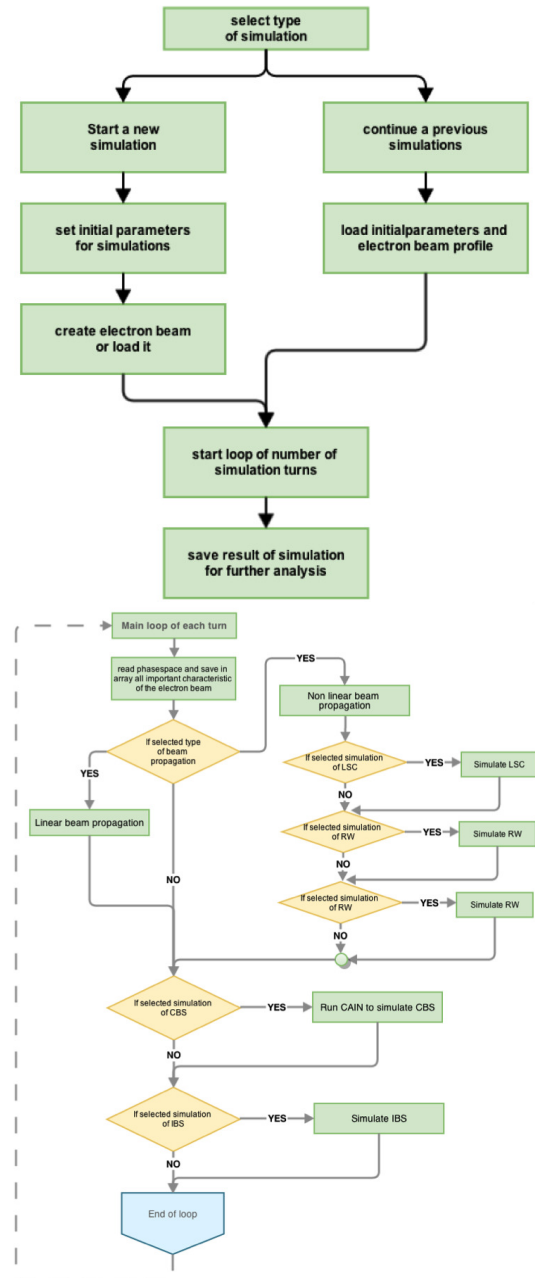 select type
of simulation
Start a new
simulation
continue a previous
simulations
set initial parameters
for simulations
load initialparameters and
electron beam profile
create electron beam
or load it
start loop of number of
simulation turns
save result of simulation
for further analysis
Main loop of each turn
read phasespace and save in
array all important characteristic
of the electron beam
YES
Non linear beam
propagation
If selected type
of beam
propagation
If selected simulation
of LSC
YES
Simulate LSC
YES
NO
Linear beam propagation
If selected simulation
of RW
YES
Simulate RW
NO
NO
If selected simulation
of RW
YES
Simulate RW
NO
If selected simulation
of CBS
YES
Run CAIN to simulate CBS
NO
If selected simulation
of IBS
YES
Simulate IBS
NO
End of loop